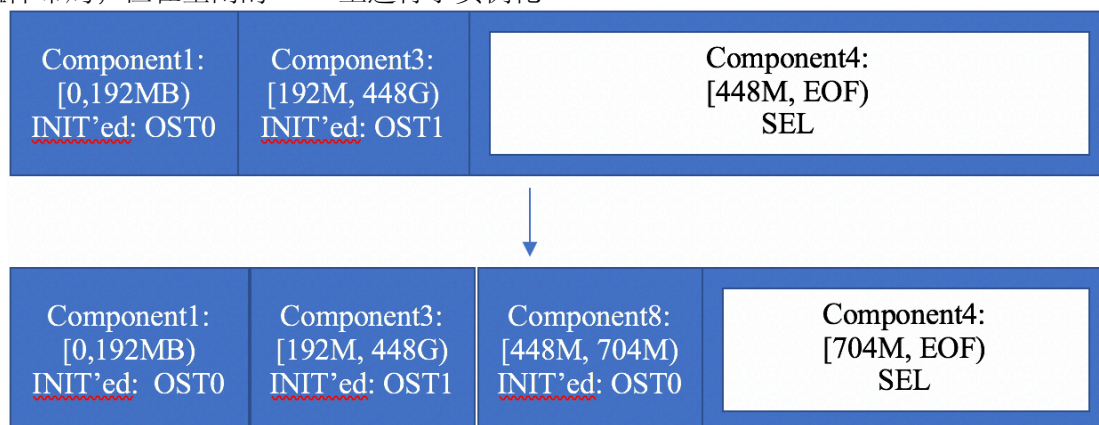 Component1:
[0,192MB)
INIT’ed: OST0
Component3:
[192M, 448G)
INIT’ed: OST1
Component4:
[448M, EOF)
SEL
Component1:
[0,192MB)
INIT’ed: OST0
Component3:
[192M, 448G)
INIT’ed: OST1
Component8:
[448M, 704M)
INIT’ed: OST0
Component4:
[704M, EOF)
SEL